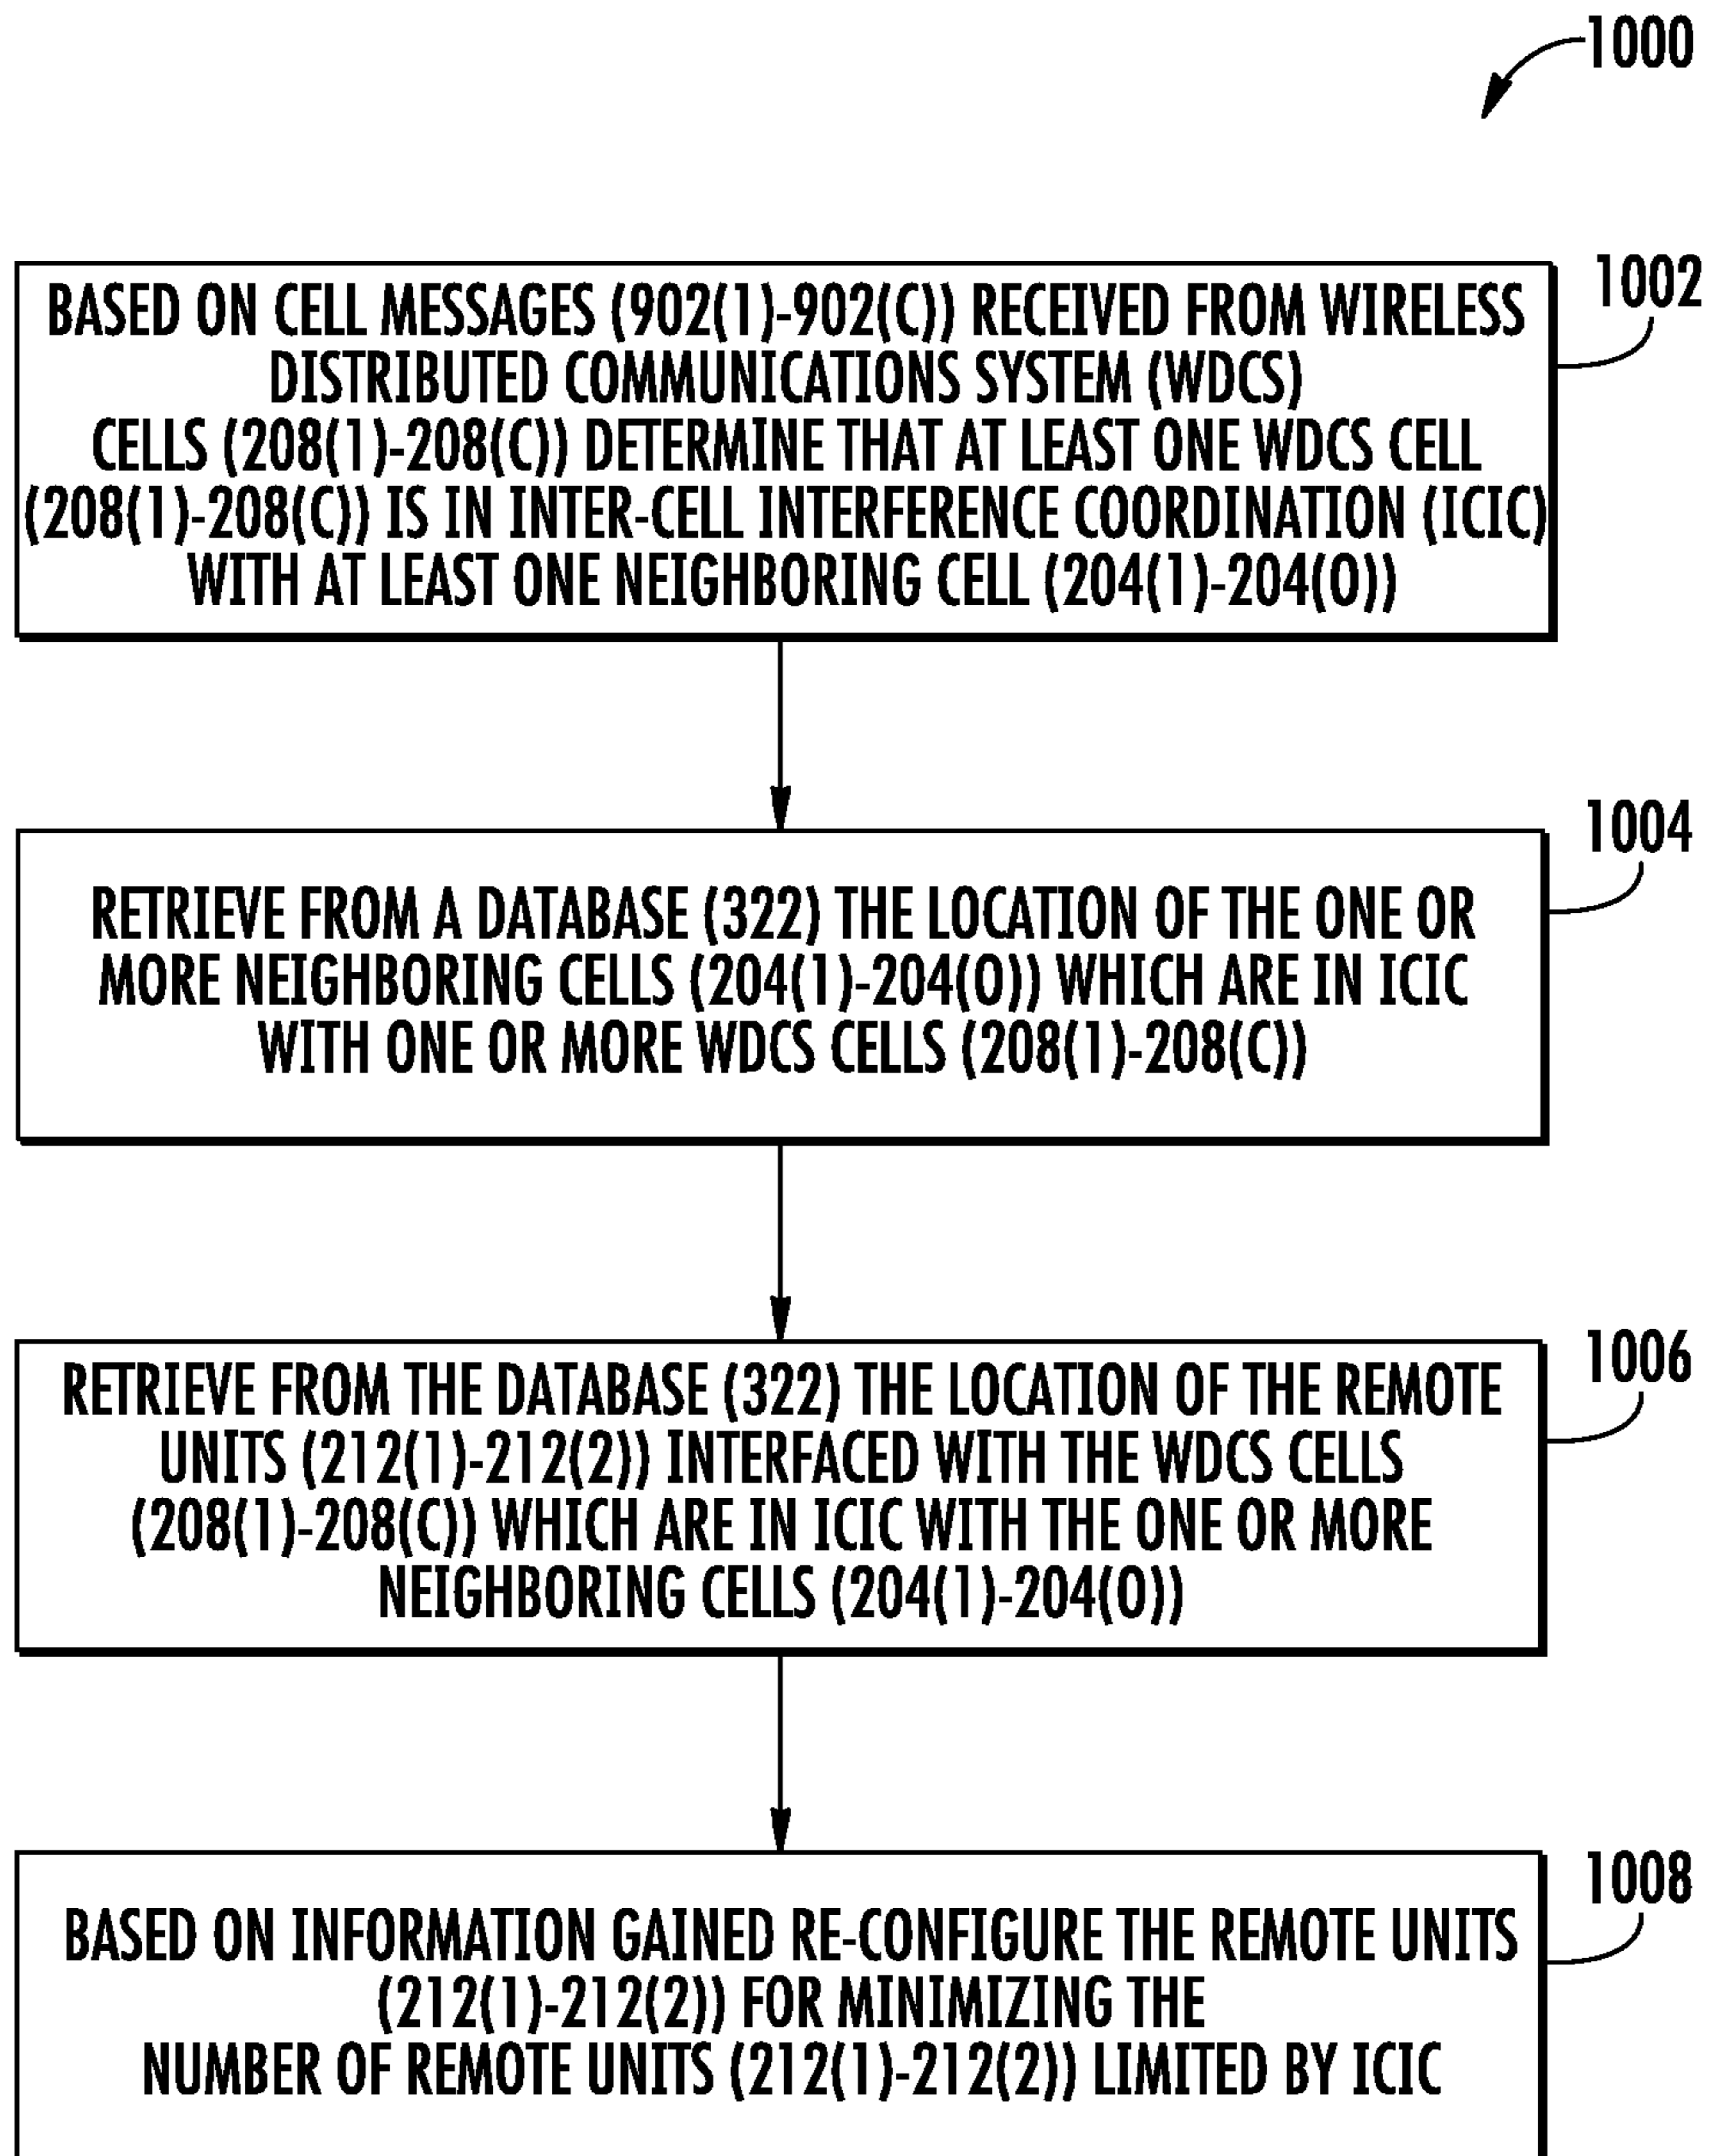 1000
1002
BASED ON CELL MESSAGES (902(1)-902(C)) RECEIVED FROM WIRELESS
DISTRIBUTED COMMUNICATIONS SYSTEM (WDCS)
CELLS (208(1)-208(C)) DETERMINE THAT AT LEAST ONE WDCS CELL
(208(1)-208(C)) IS IN INTER-CELL INTERFERENCE COORDINATION (ICIC)
WITH AT LEAST ONE NEIGHBORING CELL (204(1)-204(O))
1004
RETRIEVE FROM A DATABASE (322) THE LOCATION OF THE ONE OR
MORE NEIGHBORING CELLS (204(1)-204(O)) WHICH ARE IN ICIC
WITH ONE OR MORE WDCS CELLS (208(1)-208(C))
1006
RETRIEVE FROM THE DATABASE (322) THE LOCATION OF THE REMOTE
UNITS (212(1)-212(2)) INTERFACED WITH THE WDCS CELLS
(208(1)-208(C)) WHICH ARE IN ICIC WITH THE ONE OR MORE
NEIGHBORING CELLS (204(1)-204(O))
1008
BASED ON INFORMATION GAINED RE-CONFIGURE THE REMOTE UNITS
(212(1)-212(2)) FOR MINIMIZING THE
NUMBER OF REMOTE UNITS (212(1)-212(2)) LIMITED BY ICIC